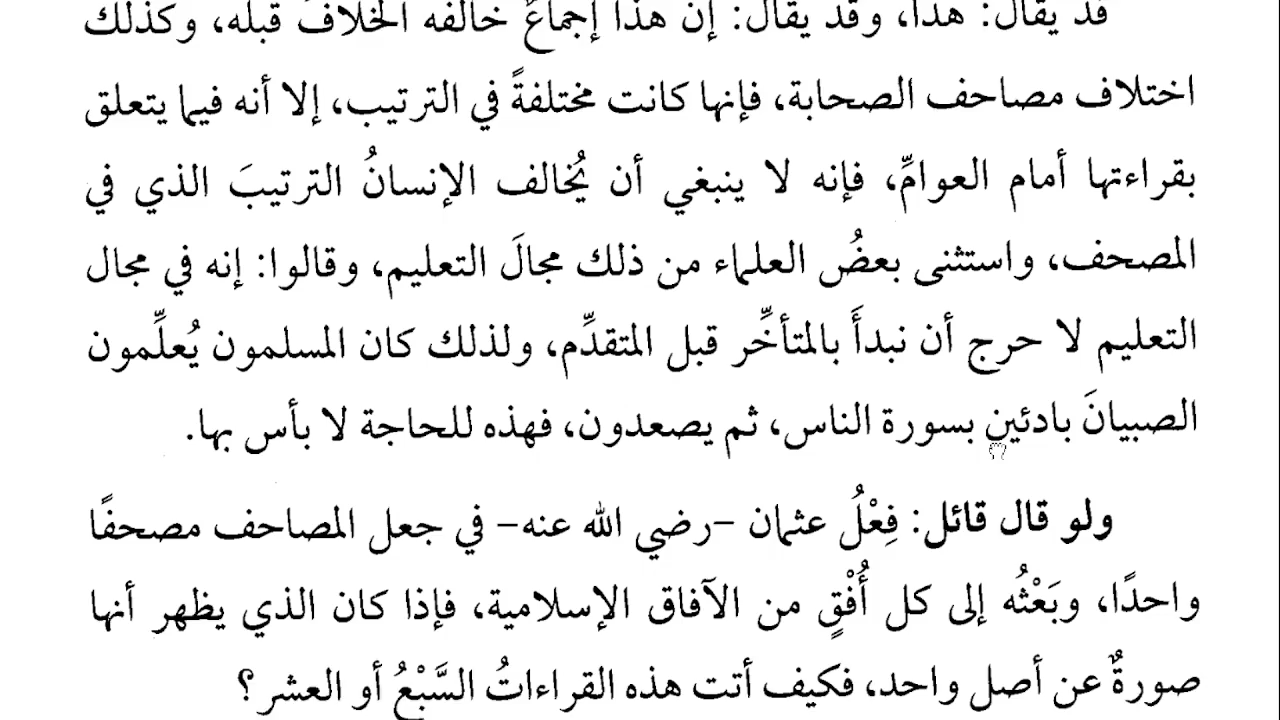 قد يقال: هذا، وقد يقال: إن هذا إجماعٌ خالفه الخلاف قبله، وكذلك
اختلاف مصاحف الصحابة، فإنها كانت مختلفةً في الترتيب، إلا أنه فيما يتعلق
بقراءتها أمام العوامِّ، فإنه لا ينبغي أن يُخالف الإنسانُ الترتيبَ الذي في
المصحف، واستثنى بعضُ العلماء من ذلك مجالَ التعليم، وقالوا: إنه في مجال
التعليم لا حرج أن نبدأَ بالمتأخِّر قبل المتقدِّم، ولذلك كان المسلمون يُعلِّمون
الصبيانَ بادئين بسورة الناس، ثم يصعدون، فهذه للحاجة لا بأس بها.
ولو قال قائل: فِعْلُ عثمان –رضي الله عنه– في جعل المصاحف مصحفًا
واحدًا، وبَعْثُه إلى كل أُفْقٍ من الآفاق الإسلامية، فإذا كان الذي يظهر أنها
صورةٌ عن أصل واحد، فكيف أتت هذه القراءاتُ السَّبْعُ أو العشر؟